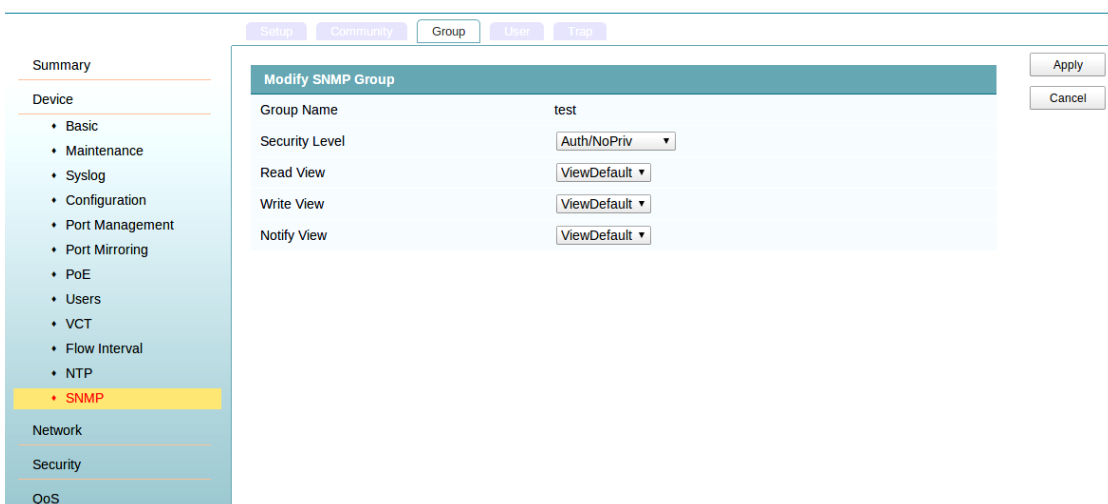 Setup Community Group User Trap
Summary
Device
Basic
Maintenance
Syslog
Configuration
Port Management
Port Mirroring
PoE
Users
VCT
Flow Interval
NTP
SNMP
Network
Security
QoS
Modify SNMP Group
Group Name test
Security Level Auth/NoPriv
Read View ViewDefault
Write View ViewDefault
Notify View ViewDefault
Apply
Cancel